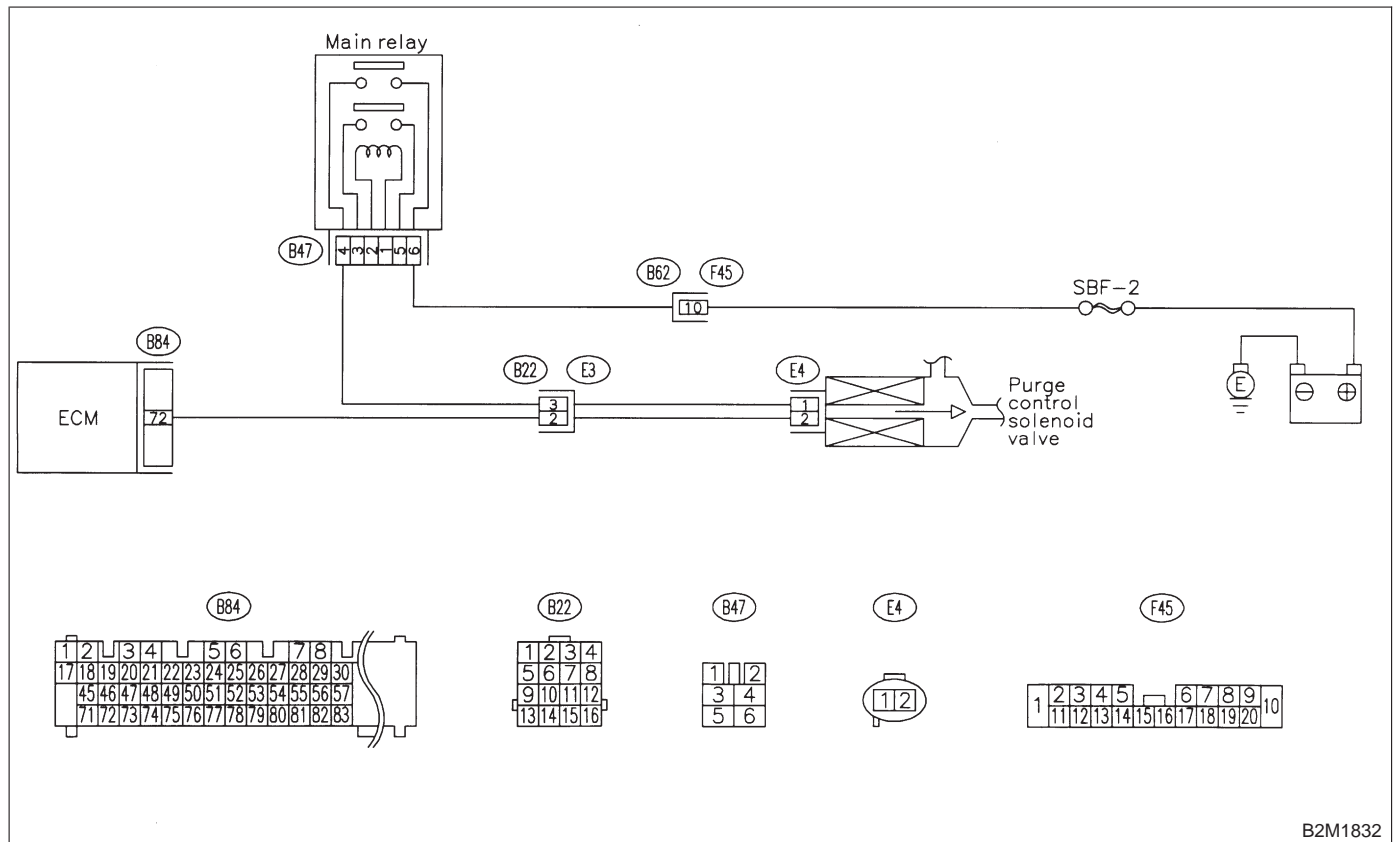 Main relay
B47
4 3 2 1 5 6
B62 F45
10
SBF-2
B84
ECM
72
B22 E3
3
2
E4
1
2
Purge
control
solenoid
valve
E
⊖ ⊕
B84
1 2 3 4 5 6 7 8
17 18 19 20 21 22 23 24 25 26 27 28 29 30
45 46 47 48 49 50 51 52 53 54 55 56 57
71 72 73 74 75 76 77 78 79 80 81 82 83
B22
1 2 3 4
5 6 7 8
9 10 11 12
13 14 15 16
B47
1 2
3 4
5 6
E4
1 2
F45
1 2 3 4 5 6 7 8 9 10
11 12 13 14 15 16 17 18 19 20
B2M1832